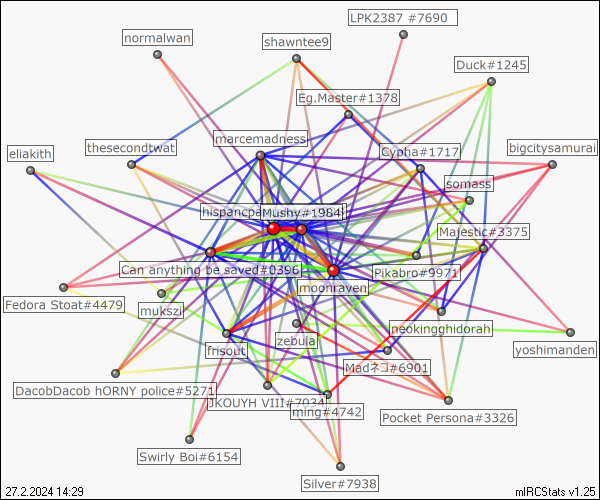 LPK2387 #7690
normalwan
shawntee9
Duck#1245
Eg.Master#1378
marcemadness
thesecondtwat
Cypha#1717
bigcitysamurai
eliakith
somass
Mushy#1984
Majestic#3375
Can anything be saved#0396
Pikabro#9971
moonraven
Fedora Stoat#4479
mukszil
neokingghidorah
zebula
frisout
yoshimanden
Madネコ#6901
DacobDacob hORNY police#5271
JKOUYH VIII#7034
ming#4742
Pocket Persona#3326
Swirly Boi#6154
Silver#7938
27.2.2024 14:29
mIRCStats v1.25